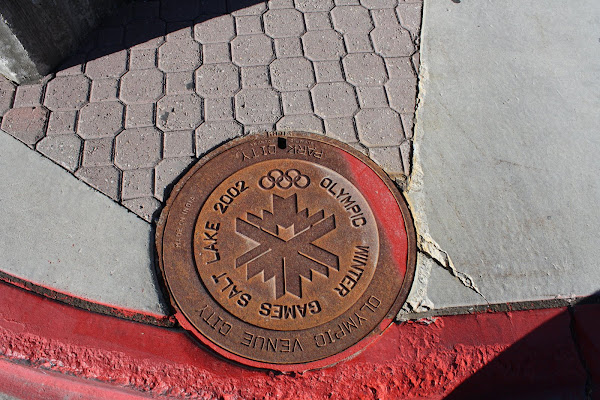 PARK CITY
SALT LAKE 2002
OLYMPIC WINTER GAMES
OLYMPIC VENUE CITY